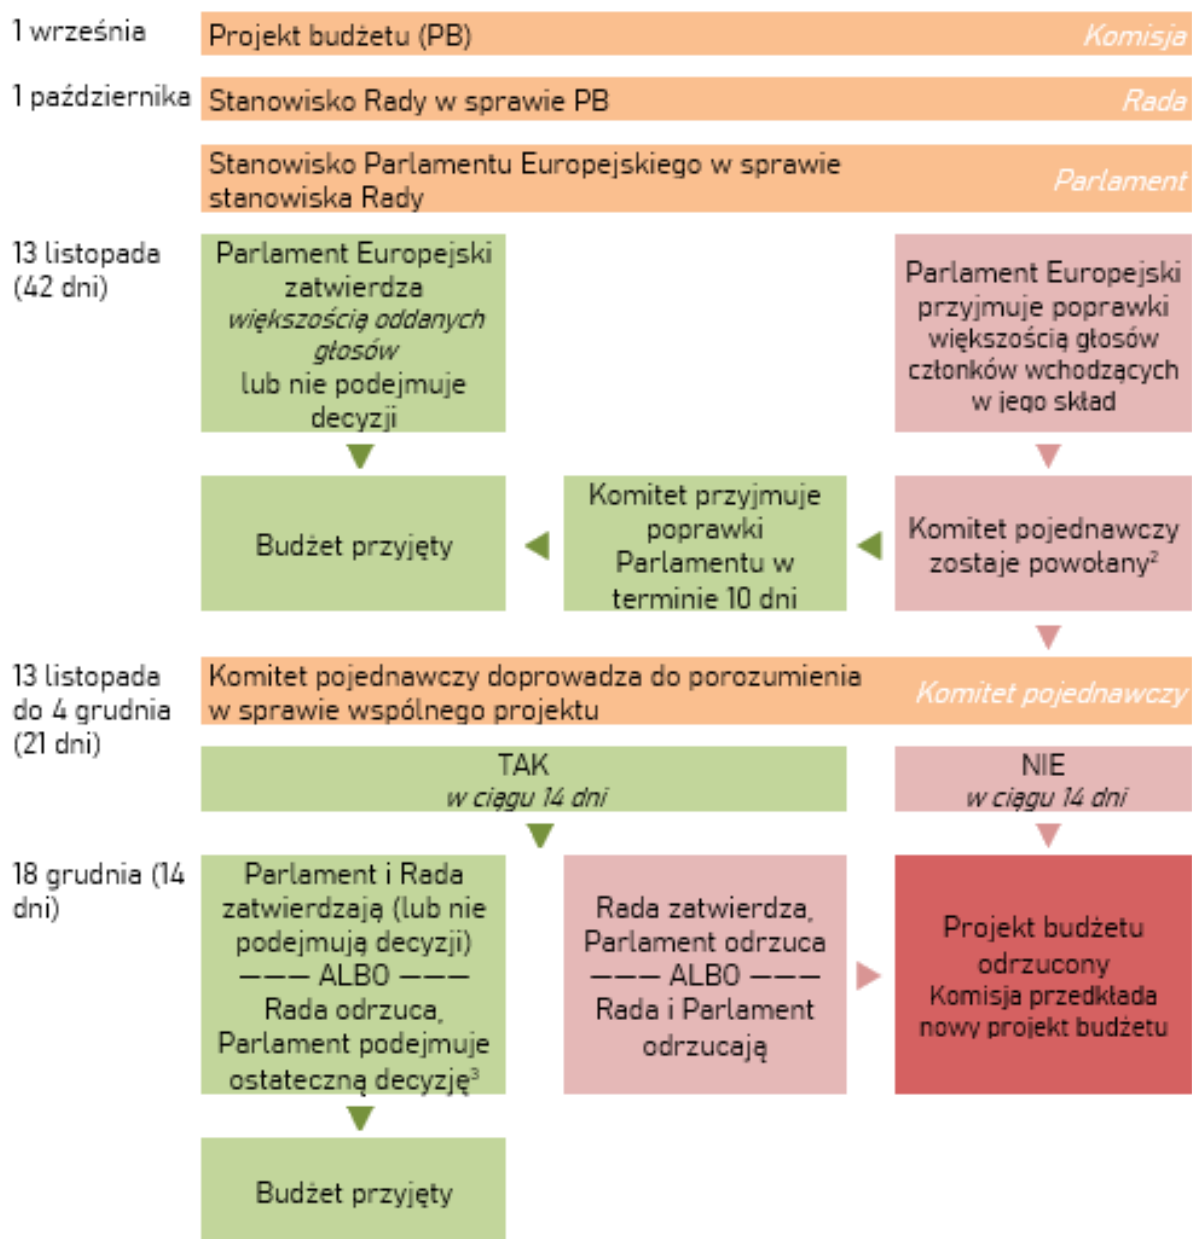 1 września
Projekt budżetu (PB)
Komisja
1 października
Stanowisko Rady w sprawie PB
Rada
Stanowisko Parlamentu Europejskiego w sprawie
stanowiska Rady
Parlament
13 listopada
(42 dni)
Parlament Europejski
zatwierdza
większością oddanych
głosów
lub nie podejmuje
decyzji
Parlament Europejski
przyjmuje poprawki
większością głosów
członków wchodzących
w jego skład
Budżet przyjęty
Komitet przyjmuje
poprawki
Parlamentu w
terminie 10 dni
Komitet pojednawczy
zostaje powołany²
13 listopada
do 4 grudnia
(21 dni)
Komitet pojednawczy doprowadza do porozumienia
w sprawie wspólnego projektu
Komitet pojednawczy
TAK
w ciągu 14 dni
NIE
w ciągu 14 dni
18 grudnia (14
dni)
Parlament i Rada
zatwierdzają (lub nie
podejmują decyzji)
——— ALBO ———
Rada odrzuca,
Parlament podejmuje
ostateczną decyzję³
Rada zatwierdza,
Parlament odrzuca
——— ALBO ———
Rada i Parlament
odrzucają
Projekt budżetu
odrzucony
Komisja przedkłada
nowy projekt budżetu
Budżet przyjęty